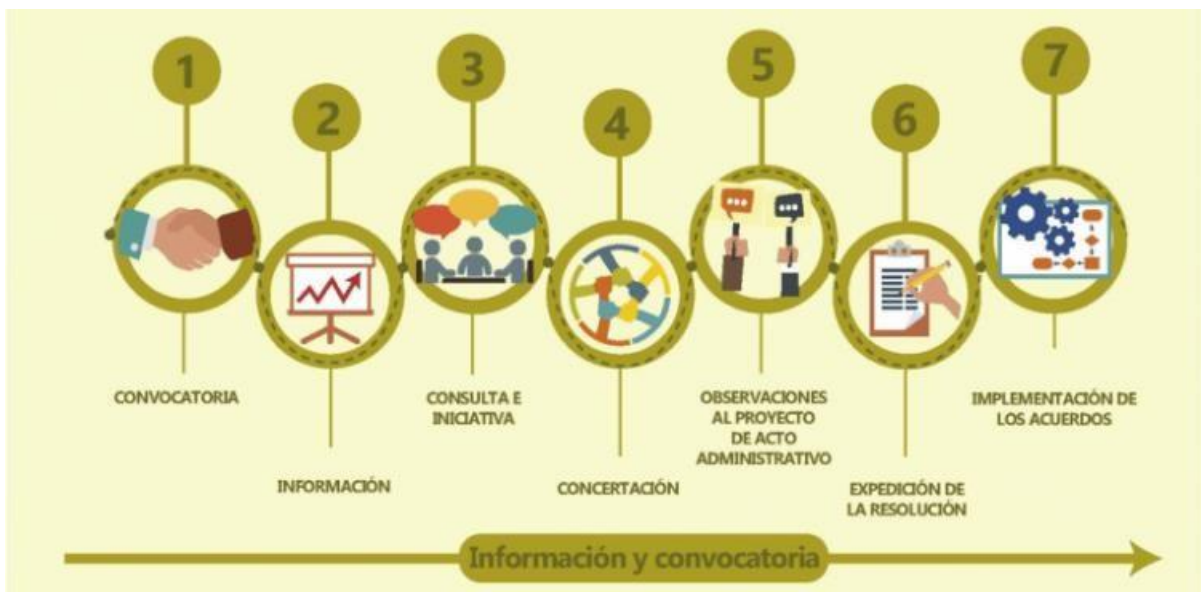 1
CONVOCATORIA
2
INFORMACIÓN
3
CONSULTA E
INICIATIVA
4
CONCERTACIÓN
5
OBSERVACIONES
AL PROYECTO
DE ACTO
ADMINISTRATIVO
6
EXPEDICIÓN DE
LA RESOLUCIÓN
7
IMPLEMENTACIÓN DE
LOS ACUERDOS
Información y convocatoria